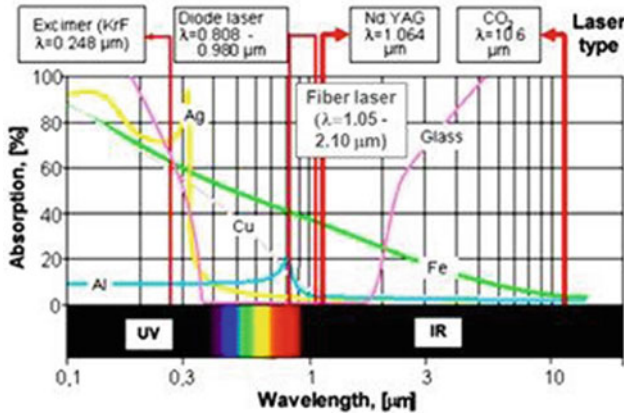 Excimer (KrF
λ=0.248 μm)
Diode laser
λ=0.808 -
0.980 μm
Nd:YAG
λ=1.064
μm
CO2
λ=10.6 μm
Laser
type
Fiber laser
(λ=1.05 -
2.10 μm)
100
80
60
40
20
0
Absorption, [%]
Ag
Cu
Al
Glass
Fe
UV
IR
0,1
0,3
1
3
10
Wavelength, [μm]